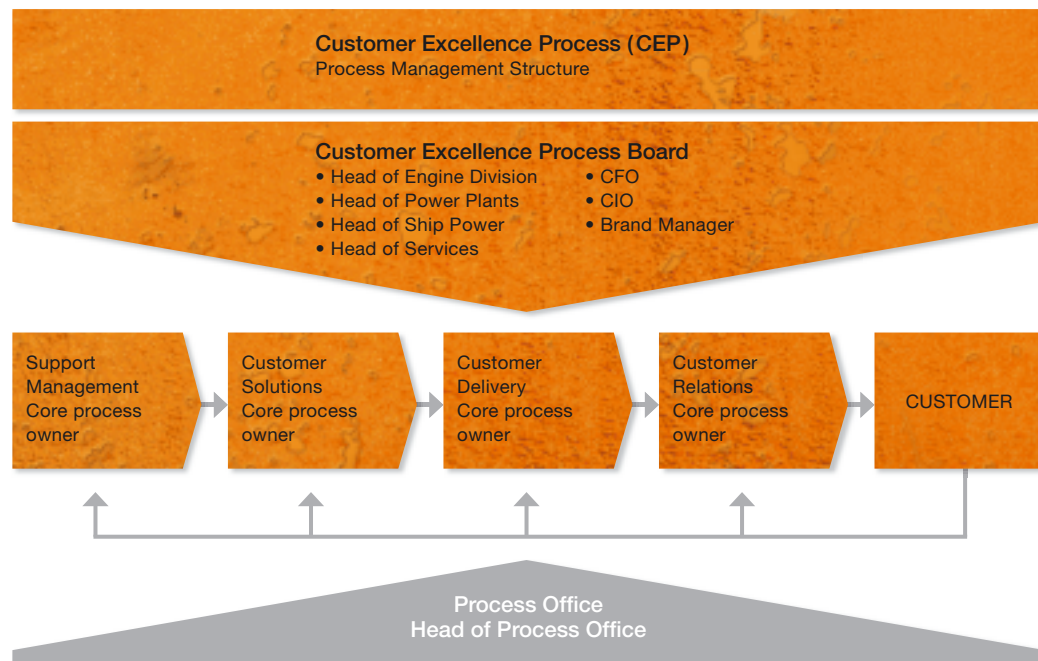 Customer Excellence Process (CEP)
Process Management Structure
Customer Excellence Process Board
• Head of Engine Division
• Head of Power Plants
• Head of Ship Power
• Head of Services
• CFO
• CIO
• Brand Manager
Support
Management
Core process
owner
Customer
Solutions
Core process
owner
Customer
Delivery
Core process
owner
Customer
Relations
Core process
owner
CUSTOMER
Process Office
Head of Process Office